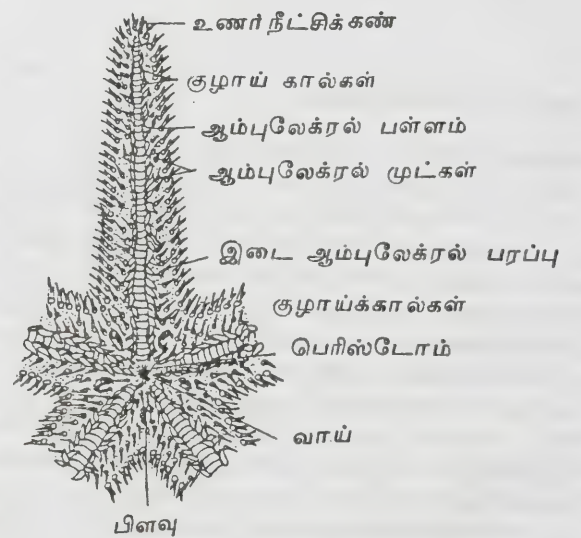 உணர் நீட்சிக்கண்
குழாய் கால்கள்
ஆம்புலேக்ரல் பள்ளம்
ஆம்புலேக்ரல் முட்கள்
இடை ஆம்புலேக்ரல் பரப்பு
குழாய்க்கால்கள்
பெரிஸ்டோம்
வாய்
பிளவு